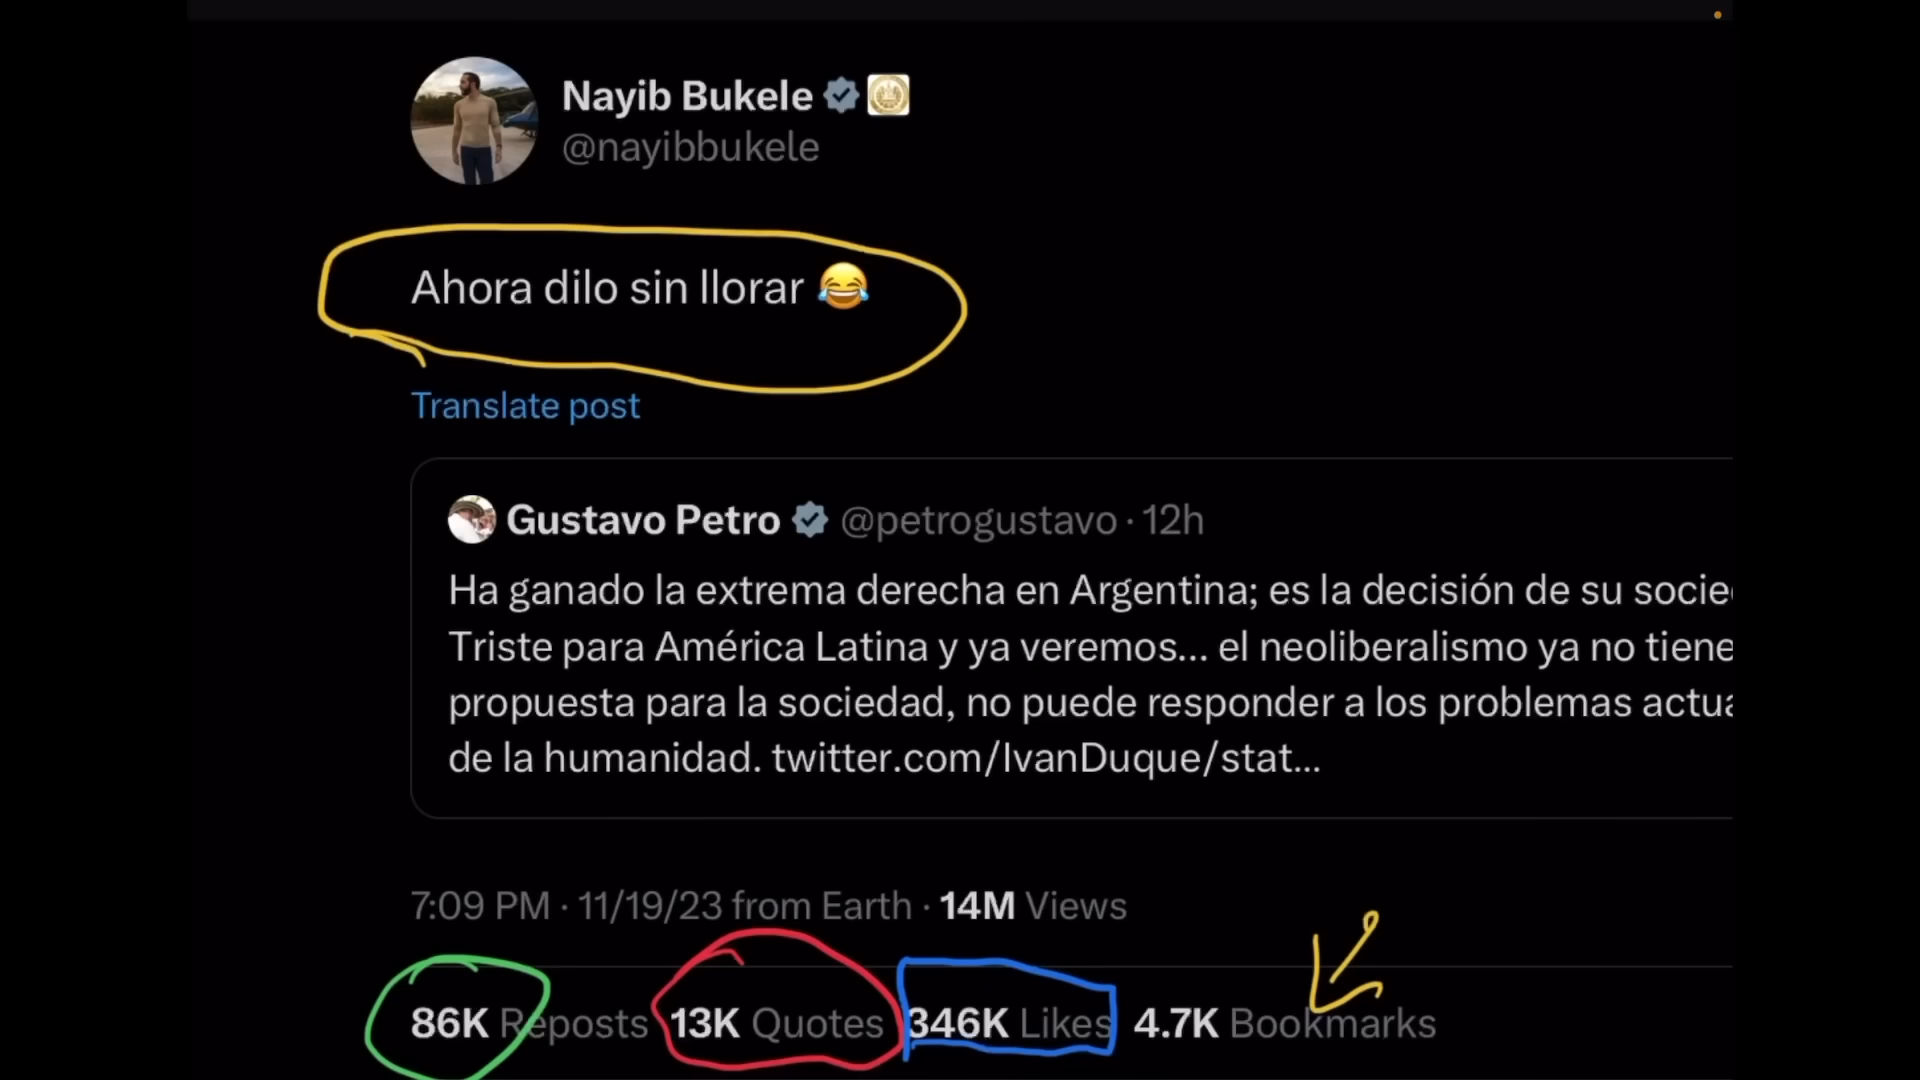 Nayib Bukele
@nayibbukele
Ahora dilo sin llorar 😂
Translate post
Gustavo Petro @petrogustavo · 12h
Ha ganado la extrema derecha en Argentina; es la decisión de su
Triste para América Latina y ya veremos... el neoliberalismo ya no tiene
propuesta para la sociedad, no puede responder a los problemas
de la humanidad. twitter.com/IvanDuque/stat...
7:09 PM · 11/19/23 from Earth · 14M Views
86K Reposts 13K Quotes 346K Likes 4.7K Bookmarks